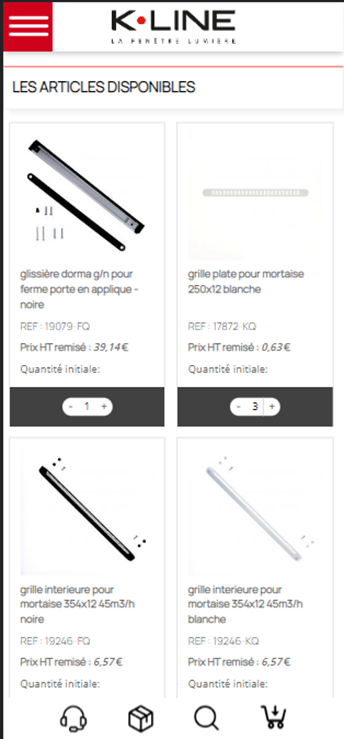 K·LINE
LA FENÊTRE LUMIÈRE
LES ARTICLES DISPONIBLES
glissière dorma g/n pour
ferme porte en applique -
noire
REF : 19079-FQ
Prix HT remisé : 39,14€
Quantité initiale:
- 1 +
grille plate pour mortaise
250x12 blanche
REF : 17872-KQ
Prix HT remisé : 0,63€
Quantité initiale:
- 3 +
grille interieure pour
mortaise 354x12 45m3/h
noire
REF : 19246-FQ
Prix HT remisé : 6,57€
Quantité initiale:
grille interieure pour
mortaise 354x12 45m3/h
blanche
REF : 19246-KQ
Prix HT remisé : 6,57€
Quantité initiale: